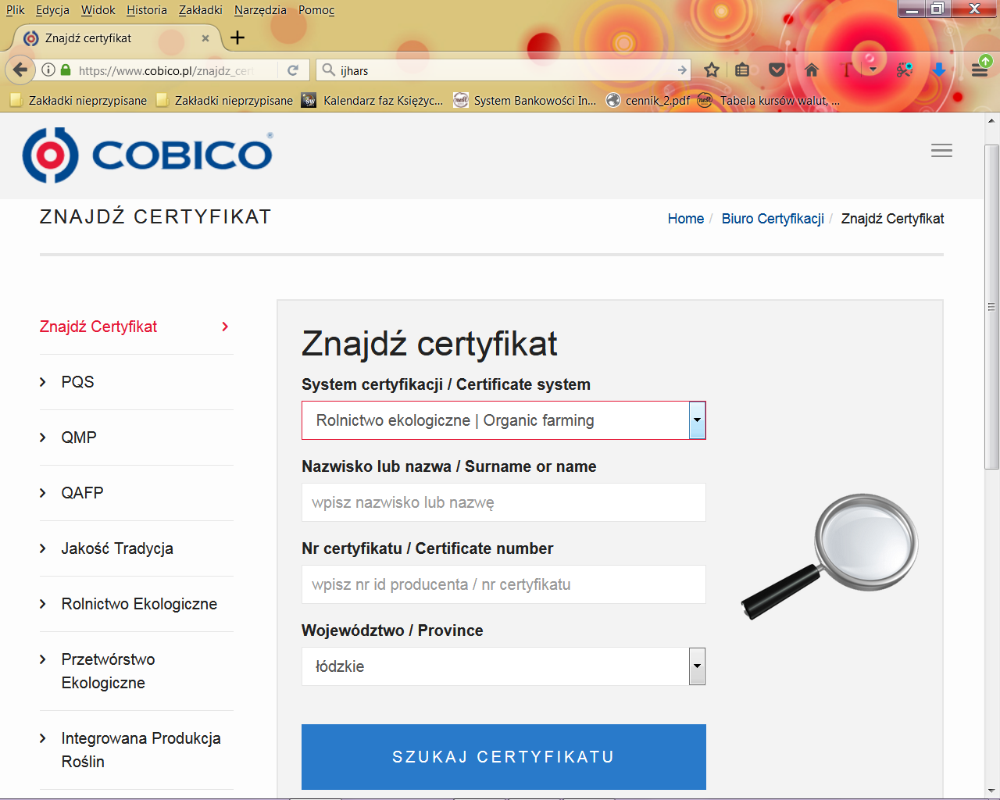 Plik Edycja Widok Historia Zakładki Narzędzia Pomoc
Znajdź certyfikat
https://www.cobico.pl/znajdz_cert
ijhars
Zakładki nieprzypisane Zakładki nieprzypisane Kalendarz faz Księżyc... System Bankowości In... cennik_2.pdf Tabela kursów walut, ...
COBICO®
ZNAJDŹ CERTYFIKAT
Home / Biuro Certyfikacji / Znajdź Certyfikat
Znajdź Certyfikat
PQS
QMP
QAFP
Jakość Tradycja
Rolnictwo Ekologiczne
Przetwórstwo
Ekologiczne
Integrowana Produkcja
Roślin
Znajdź certyfikat
System certyfikacji / Certificate system
Rolnictwo ekologiczne | Organic farming
Nazwisko lub nazwa / Surname or name
wpisz nazwisko lub nazwę
Nr certyfikatu / Certificate number
wpisz nr id producenta / nr certyfikatu
Województwo / Province
łódzkie
SZUKAJ CERTYFIKATU